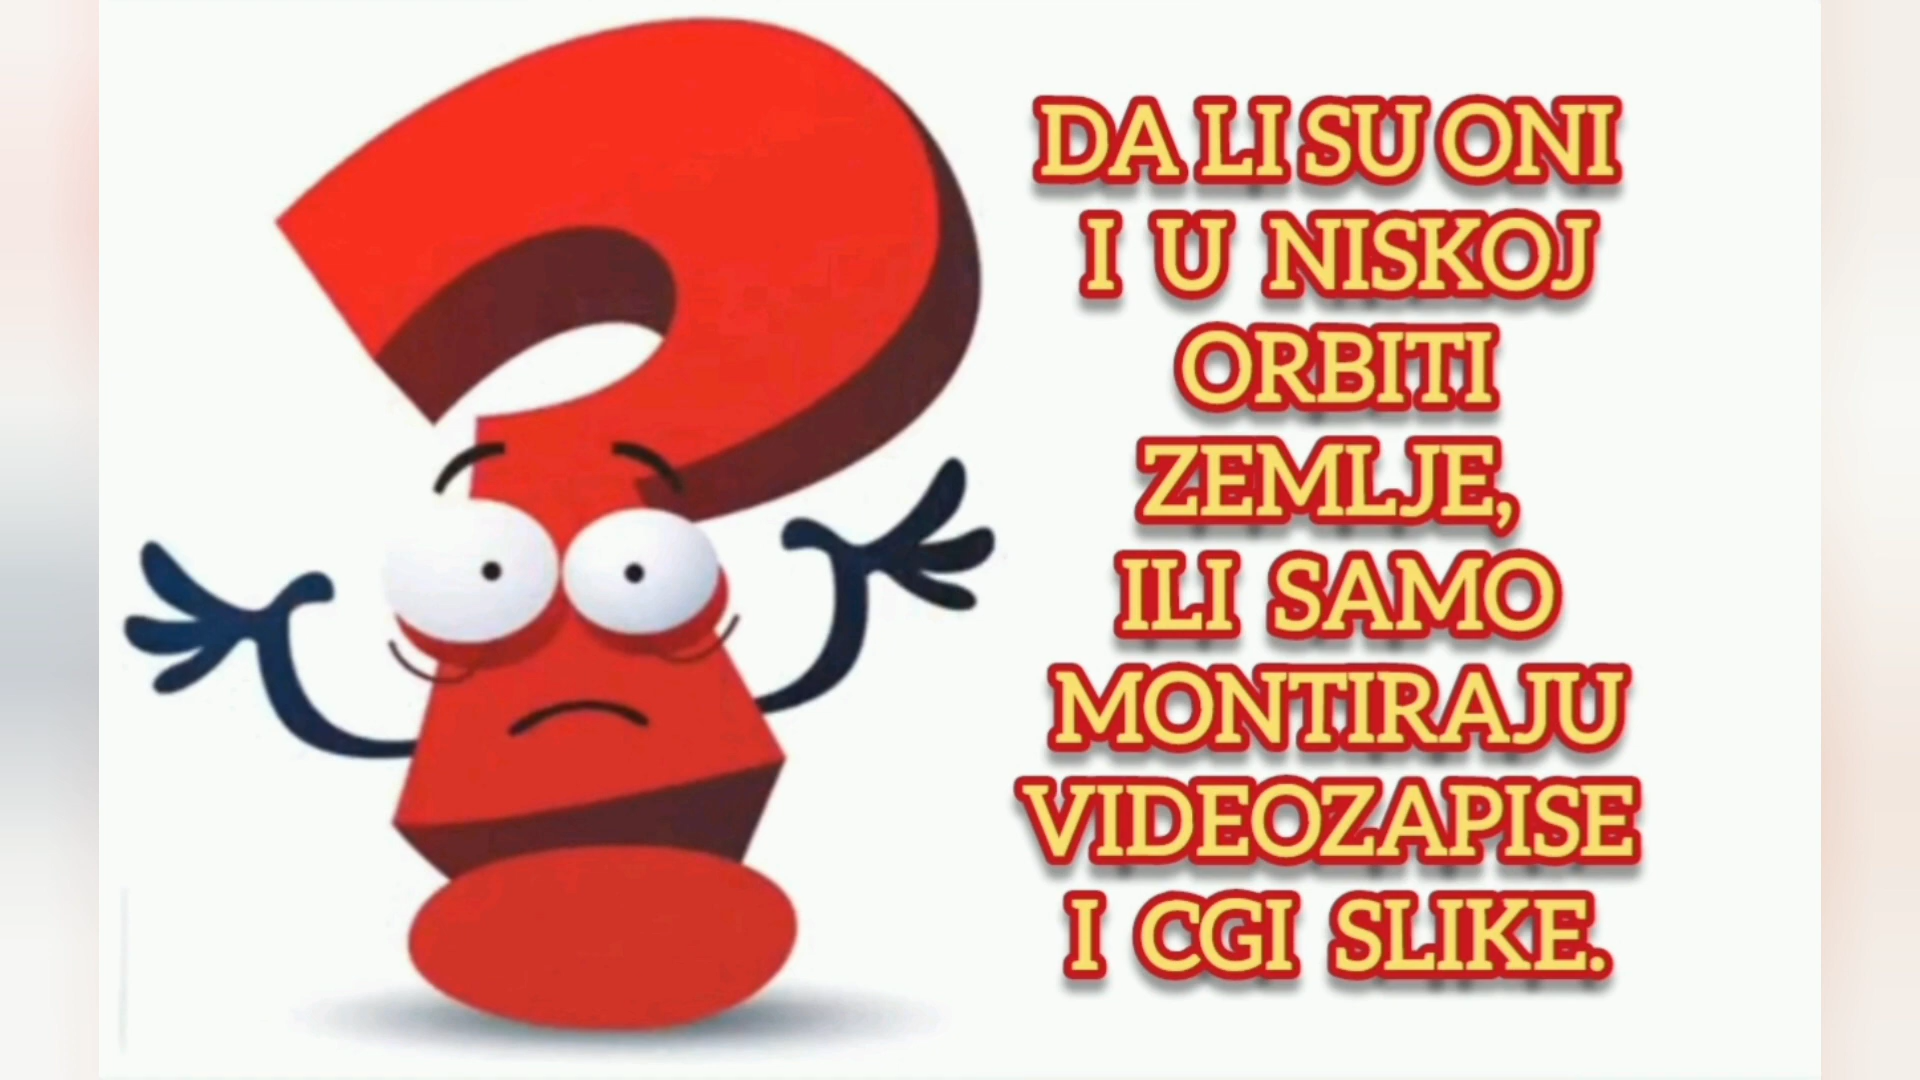 DA LI SU ONI
I U NISKOJ
ORBITI
ZEMLJE,
ILI SAMO
MONTIRAJU
VIDEOZAPISE
I CGI SLIKE.